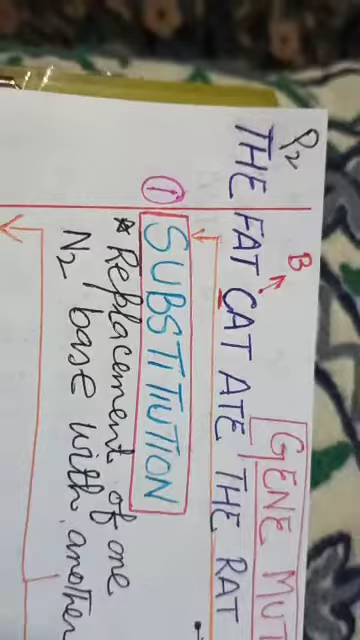 GENE MUT
P2
B
THE FAT CAT ATE THE RAT
① SUBSTITUTION
* Replacement of one
N2 base with another